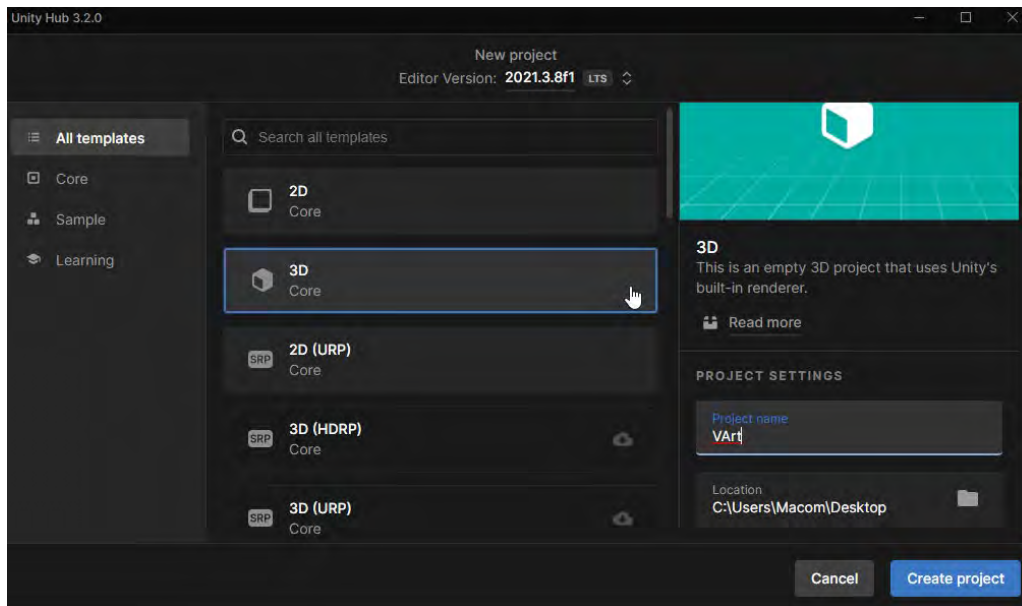 Unity Hub 3.2.0
New project
Editor Version: 2021.3.8f1 LTS
All templates
Core
Sample
Learning
Search all templates
2D
Core
3D
Core
SRP
2D (URP)
Core
SRP
3D (HDRP)
Core
SRP
3D (URP)
Core
3D
This is an empty 3D project that uses Unity's
built-in renderer.
Read more
PROJECT SETTINGS
Project name
VArt
Location
C:\Users\Macom\Desktop
Cancel
Create project